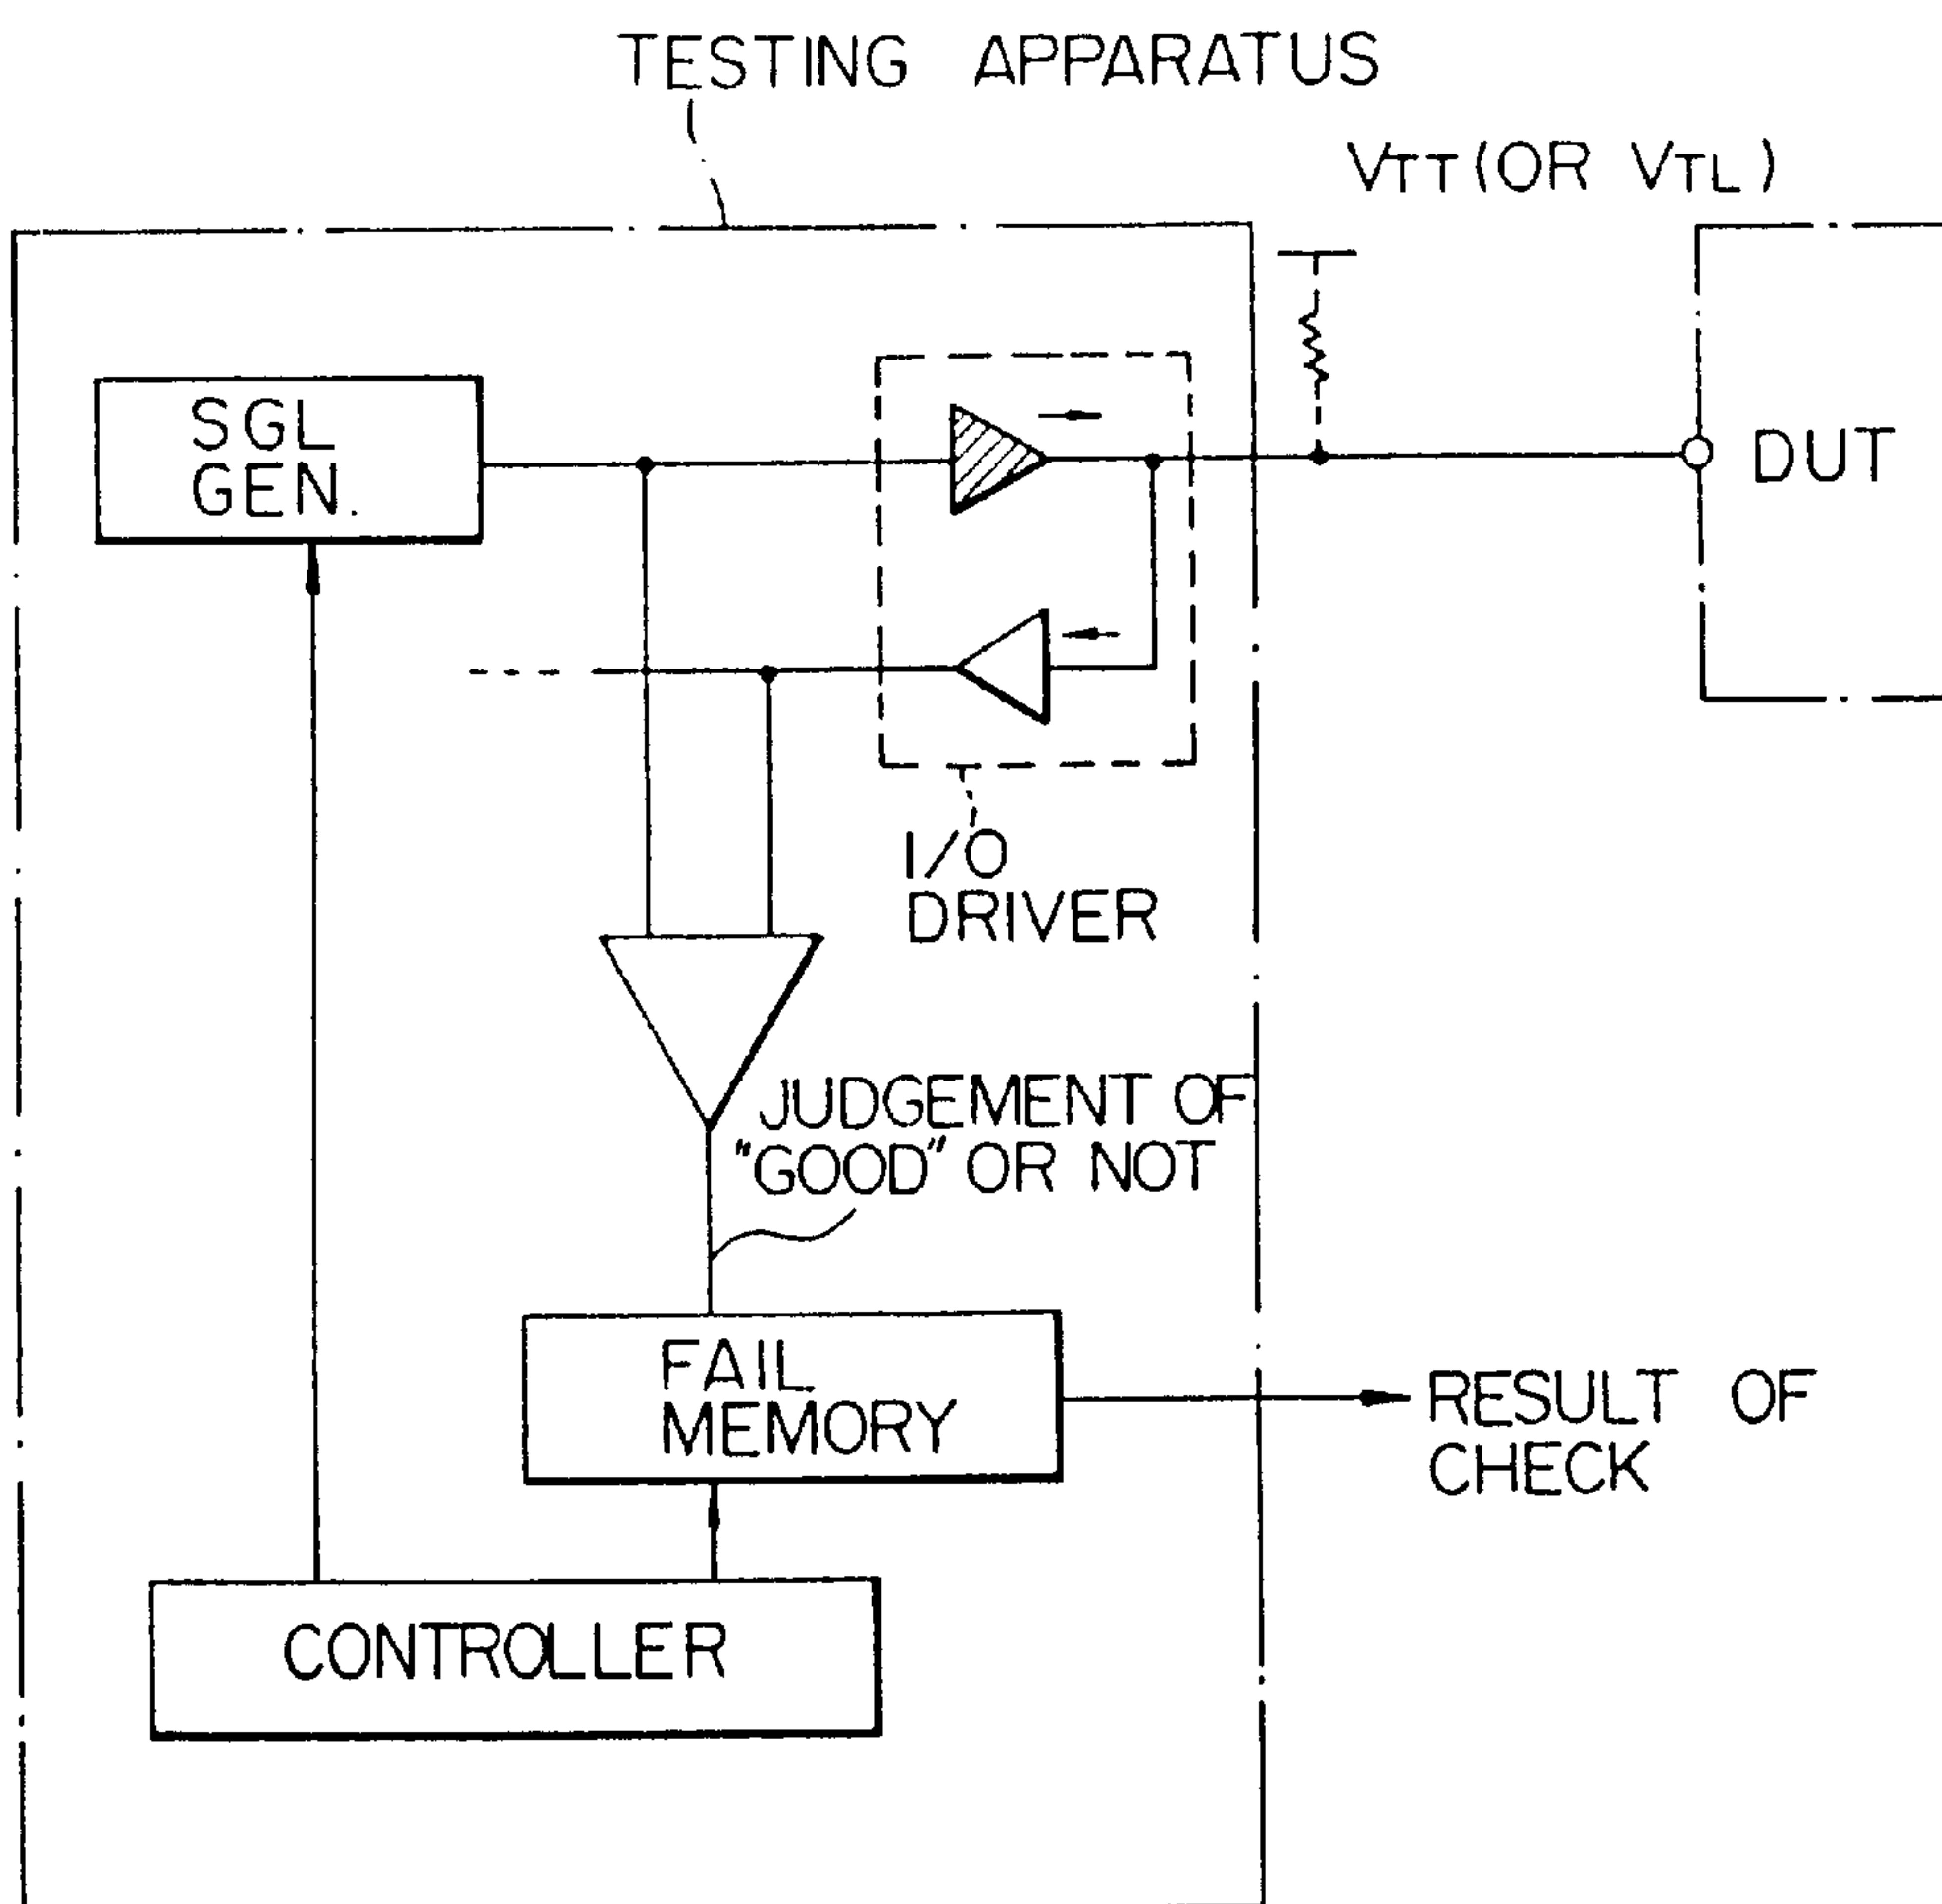 TESTING APPARATUS
VTT (OR VTL)
SGL
GEN.
DUT
I/O
DRIVER
JUDGEMENT OF
"GOOD" OR NOT
FAIL
MEMORY
RESULT OF
CHECK
CONTROLLER